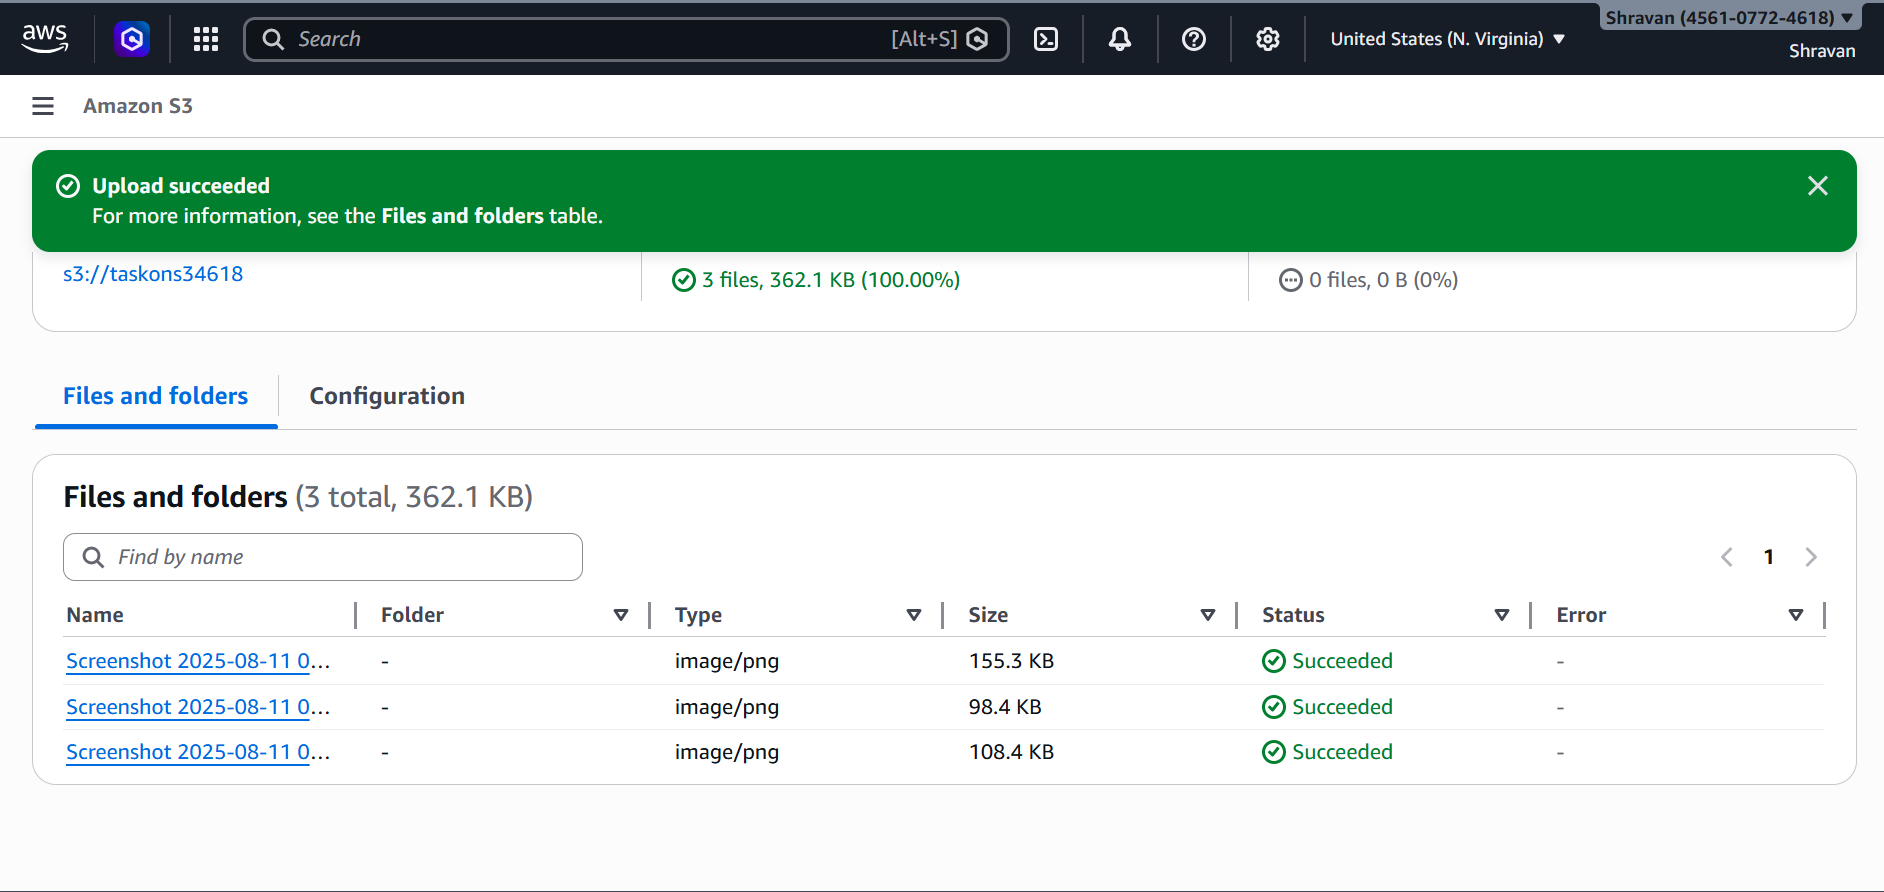 aws
Search [Alt+S]
United States (N. Virginia)
Shravan (4561-0772-4618)
Shravan
Amazon S3
Upload succeeded
For more information, see the Files and folders table.
s3://taskons34618
3 files, 362.1 KB (100.00%)
0 files, 0 B (0%)
Files and folders
Configuration
Files and folders (3 total, 362.1 KB)
Find by name
1
Name Folder Type Size Status Error
Screenshot 2025-08-11 0... - image/png 155.3 KB Succeeded -
Screenshot 2025-08-11 0... - image/png 98.4 KB Succeeded -
Screenshot 2025-08-11 0... - image/png 108.4 KB Succeeded -